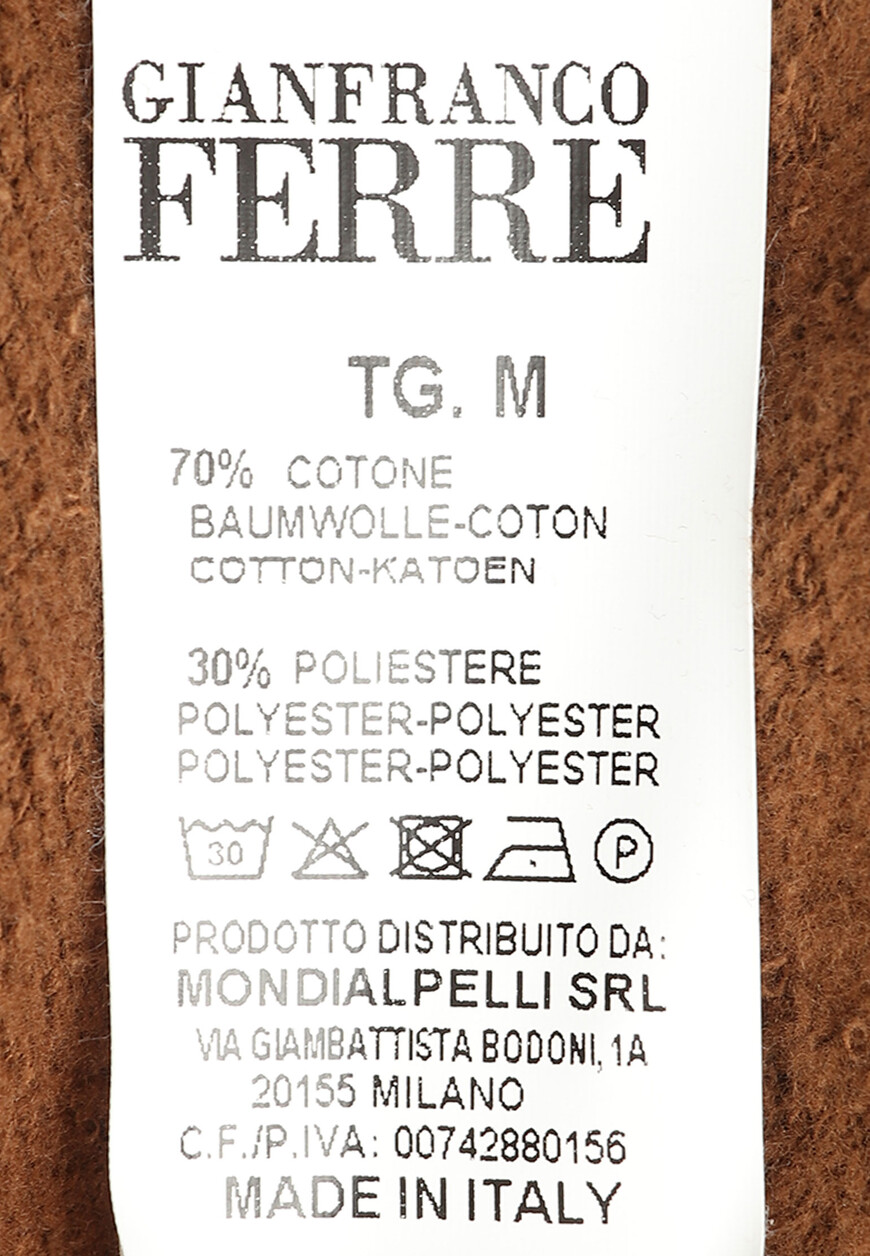 GIANFRANCO
FERRE
TG. M
70% COTONE
BAUMWOLLE-COTON
COTTON-KATOEN
30% POLIESTERE
POLYESTER-POLYESTER
POLYESTER-POLYESTER
30 P
PRODOTTO DISTRIBUITO DA:
MONDIALPELLI SRL
VIA GIAMBATTISTA BODONI, 1A
20155 MILANO
C.F./P.IVA: 00742880156
MADE IN ITALY